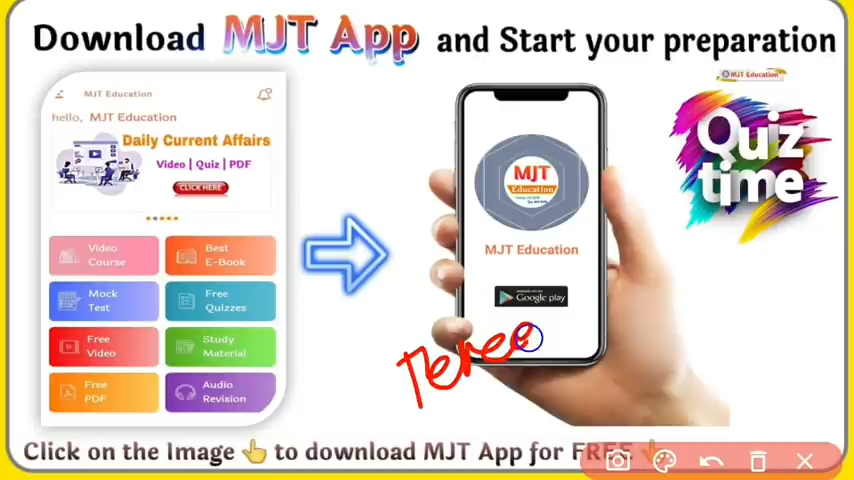 Download MJT App and Start your preparation
MJT Education
hello, MJT Education
Daily Current Affairs
Video | Quiz | PDF
CLICK HERE
Video Course
Best E-Book
Mock Test
Free Quizzes
Free Video
Study Material
Free PDF
Audio Revision
MJT
Education
MJT Education
Google play
MJT Education
Quiz
time
Click on the Image to download MJT App for FREE